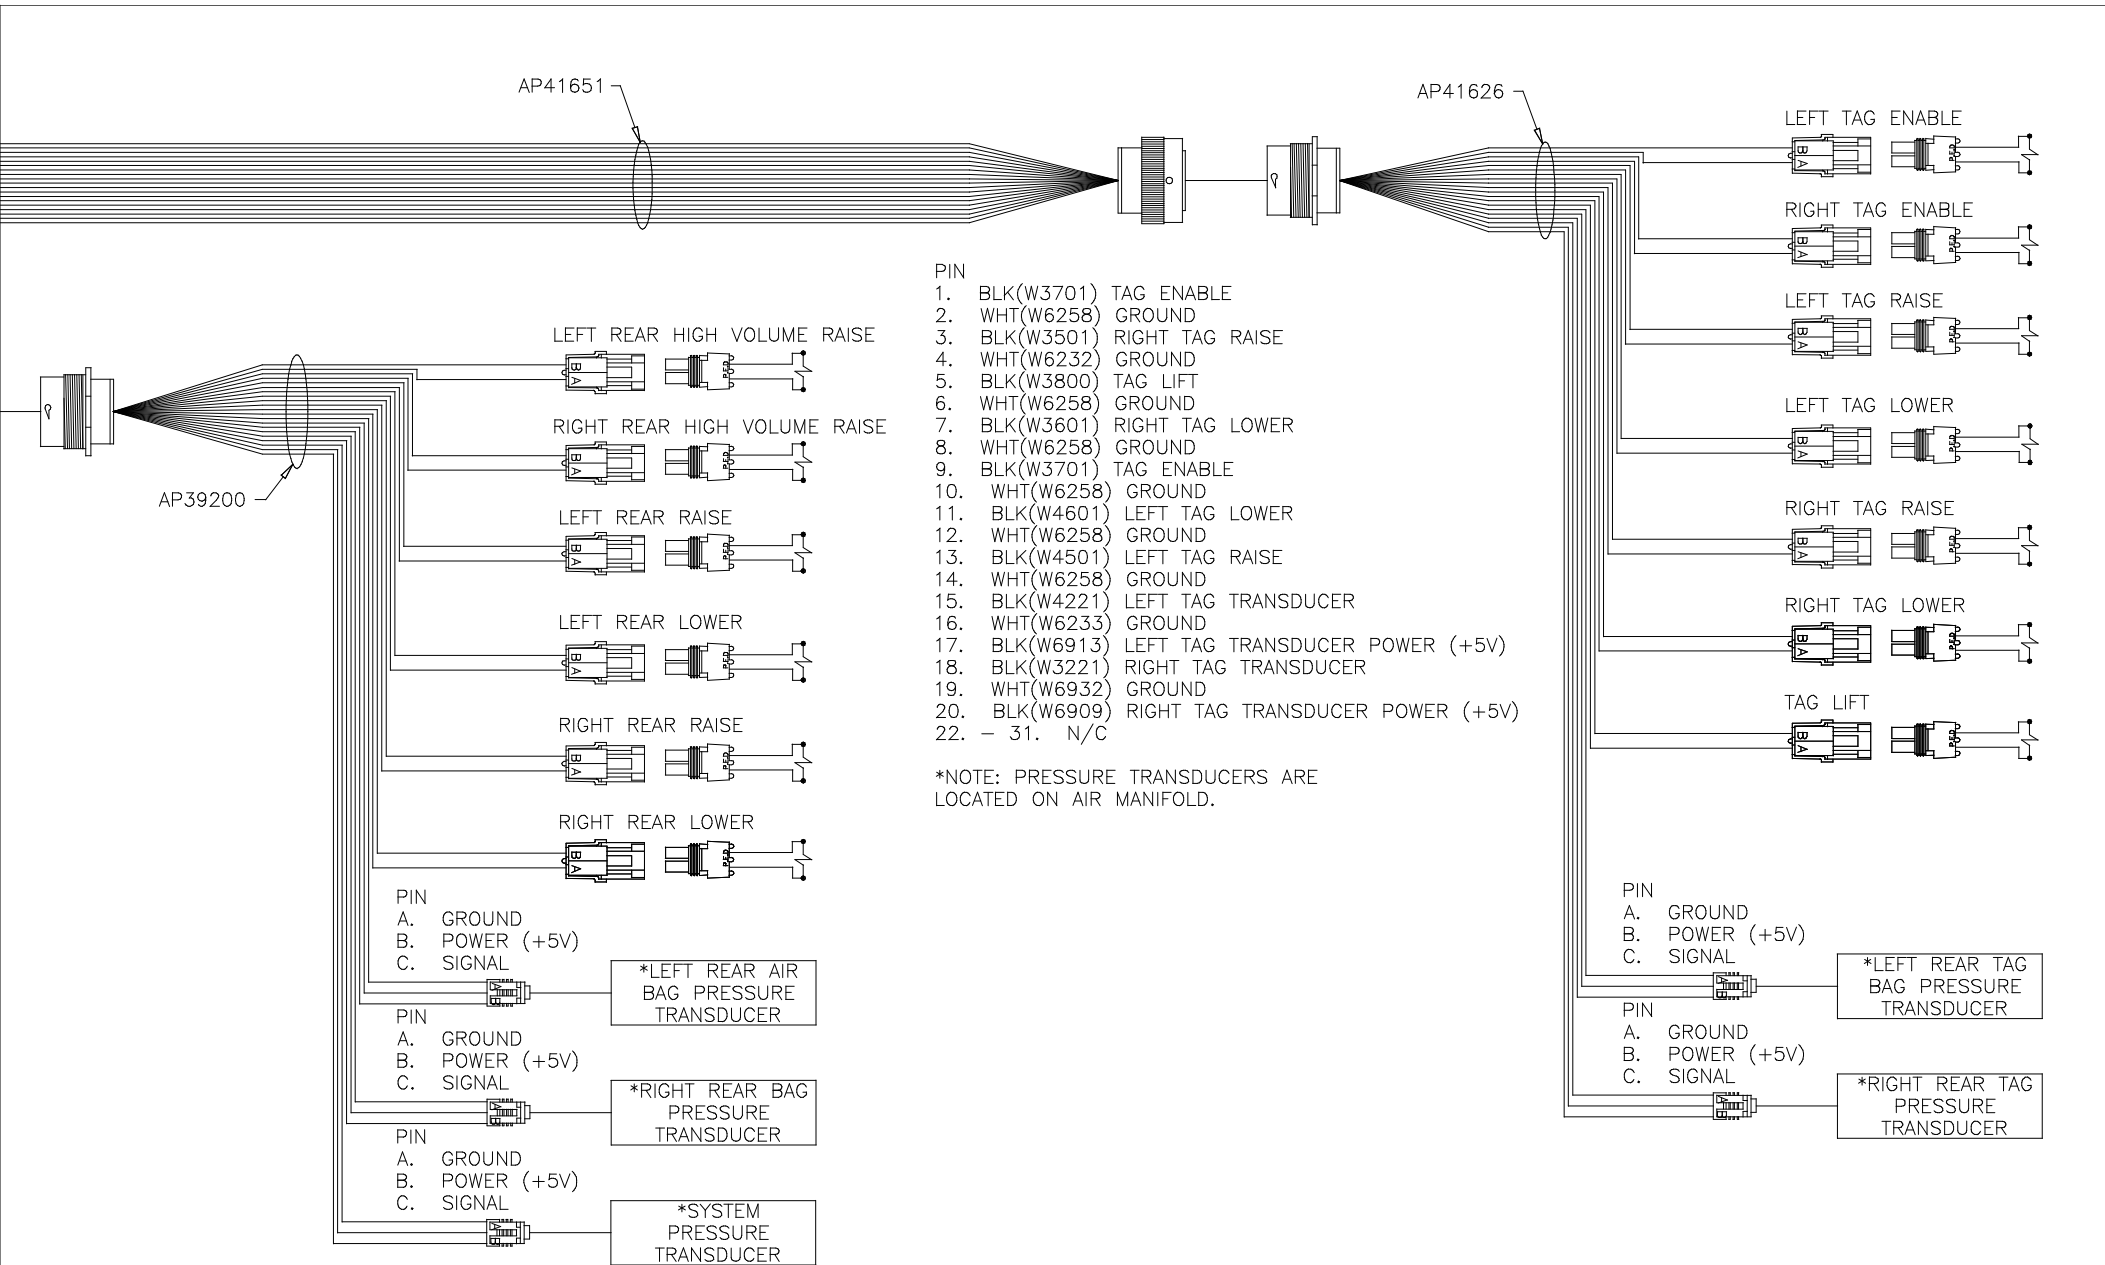 AP41651
AP41626
LEFT TAG ENABLE
B
A
P.E.D
RIGHT TAG ENABLE
B
A
P.E.D
LEFT TAG RAISE
B
A
P.E.D
LEFT TAG LOWER
B
A
P.E.D
RIGHT TAG RAISE
B
A
P.E.D
RIGHT TAG LOWER
B
A
P.E.D
TAG LIFT
B
A
P.E.D
PIN
1. BLK(W3701) TAG ENABLE
2. WHT(W6258) GROUND
3. BLK(W3501) RIGHT TAG RAISE
4. WHT(W6232) GROUND
5. BLK(W3800) TAG LIFT
6. WHT(W6258) GROUND
7. BLK(W3601) RIGHT TAG LOWER
8. WHT(W6258) GROUND
9. BLK(W3701) TAG ENABLE
10. WHT(W6258) GROUND
11. BLK(W4601) LEFT TAG LOWER
12. WHT(W6258) GROUND
13. BLK(W4501) LEFT TAG RAISE
14. WHT(W6258) GROUND
15. BLK(W4221) LEFT TAG TRANSDUCER
16. WHT(W6233) GROUND
17. BLK(W6913) LEFT TAG TRANSDUCER POWER (+5V)
18. BLK(W3221) RIGHT TAG TRANSDUCER
19. WHT(W6932) GROUND
20. BLK(W6909) RIGHT TAG TRANSDUCER POWER (+5V)
22. – 31. N/C
*NOTE: PRESSURE TRANSDUCERS ARE
LOCATED ON AIR MANIFOLD.
AP39200
LEFT REAR HIGH VOLUME RAISE
B
A
P.E.D
RIGHT REAR HIGH VOLUME RAISE
B
A
P.E.D
LEFT REAR RAISE
B
A
P.E.D
LEFT REAR LOWER
B
A
P.E.D
RIGHT REAR RAISE
B
A
P.E.D
RIGHT REAR LOWER
B
A
P.E.D
PIN
A. GROUND
B. POWER (+5V)
C. SIGNAL
A
B
*LEFT REAR AIR
BAG PRESSURE
TRANSDUCER
PIN
A. GROUND
B. POWER (+5V)
C. SIGNAL
A
B
*RIGHT REAR BAG
PRESSURE
TRANSDUCER
PIN
A. GROUND
B. POWER (+5V)
C. SIGNAL
A
B
*SYSTEM
PRESSURE
TRANSDUCER
PIN
A. GROUND
B. POWER (+5V)
C. SIGNAL
A
B
*LEFT REAR TAG
BAG PRESSURE
TRANSDUCER
PIN
A. GROUND
B. POWER (+5V)
C. SIGNAL
A
B
*RIGHT REAR TAG
PRESSURE
TRANSDUCER